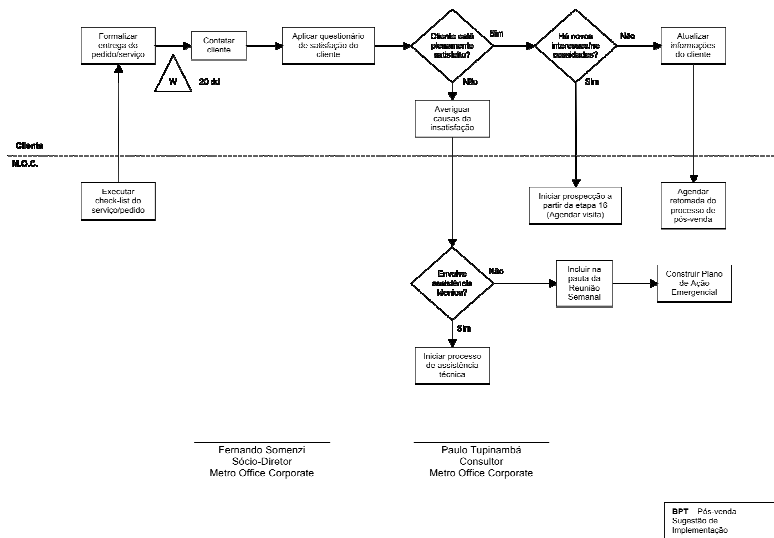 Formalizar
entrega do
pedido/serviço
Contatar
cliente
Aplicar questionário
de satisfação do
cliente
Cliente está
plenamente
satisfeito?
Sim
Há novos
interesses/ne
cessidades?
Não
Atualizar
informações
do cliente
W
20 dd
Não
Sim
Averiguar
causas da
insatisfação
Cliente
M.O.C.
Executar
check-list do
serviço/pedido
Iniciar prospecção a
partir da etapa 16
(Agendar visita)
Agendar
retomada do
processo de
pós-venda
Envolve
assistência
técnica?
Não
Incluir na
pauta da
Reunião
Semanal
Construir Plano
de Ação
Emergencial
Sim
Iniciar processo
de assistência
técnica
Fernando Somenzi
Sócio-Diretor
Metro Office Corporate
Paulo Tupinambá
Consultor
Metro Office Corporate
BPT Pós-venda
Sugestão de
Implementação